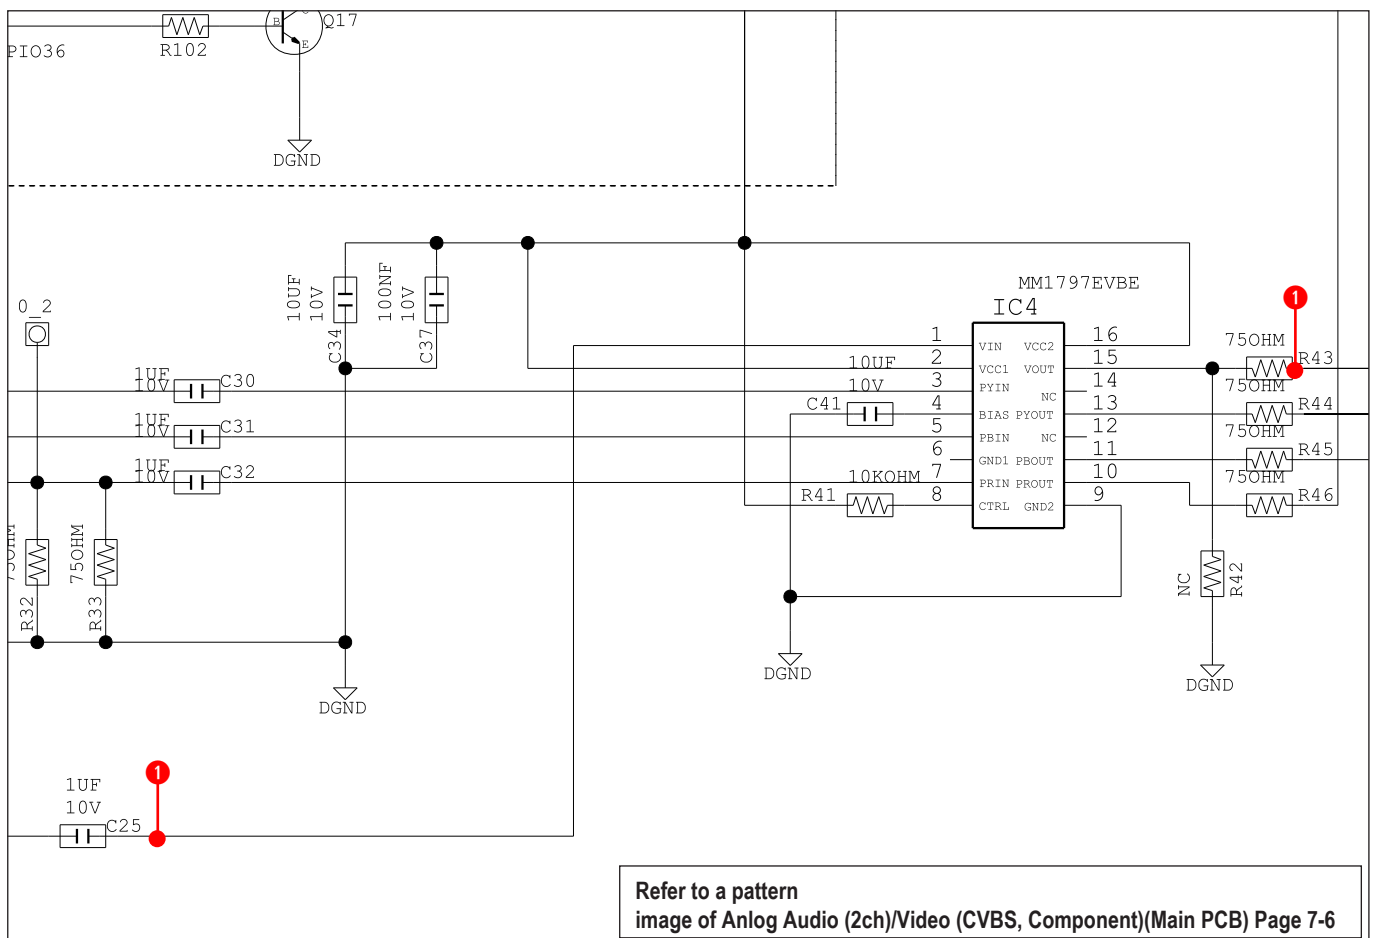 Q17
B
E
R102
PIO36
DGND
MM1797EVBE
IC4
10UF
10V
C34
100NF
10V
C37
0_2
1
1
VIN
VCC2
16
2
VCC1
VOUT
15
3
PYIN
NC
14
4
BIAS
PYOUT
13
5
PBIN
NC
12
6
GND1
PBOUT
11
7
PRIN
PROUT
10
8
CTRL
GND2
9
75OHM
R43
75OHM
R44
75OHM
R45
75OHM
R46
10UF
10V
C41
10KOHM
R41
1UF
10V
C30
1UF
10V
C31
1UF
10V
C32
75OHM
R32
75OHM
R33
NC
R42
DGND
DGND
DGND
1
1UF
10V
C25
Refer to a pattern
image of Anlog Audio (2ch)/Video (CVBS, Component)(Main PCB) Page 7-6